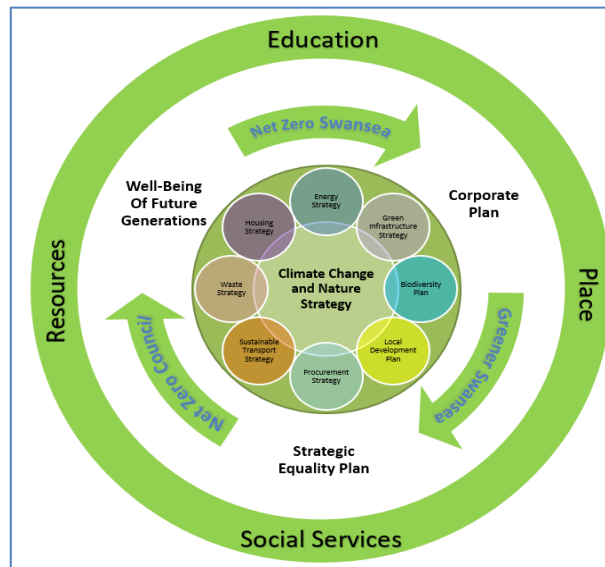 Education
Net Zero Swansea
Well-Being
Of Future
Generations
Corporate
Plan
Energy
Strategy
Housing
Strategy
Green
Infrastructure
Strategy
Resources
Waste
Strategy
Climate Change
and Nature
Strategy
Biodiversity
Plan
Place
Greener Swansea
Net Zero Council
Sustainable
Transport
Strategy
Local
Development
Plan
Procurement
Strategy
Strategic
Equality Plan
Social Services